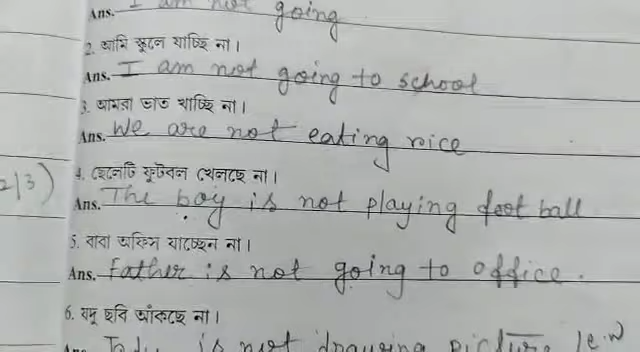 Ans. I am not going
2. আমি স্কুলে যাচ্ছি না।
Ans. I am not going to school
3. আমরা ভাত খাচ্ছি না।
Ans. We are not eating rice
4. ছেলেটি ফুটবল খেলছে না।
2/3)
Ans. The boy is not playing foot ball
5. বাবা অফিস যাচ্ছেন না।
Ans. Father is not going to office.
6. যদু ছবি আঁকছে না।
is not drawing picture